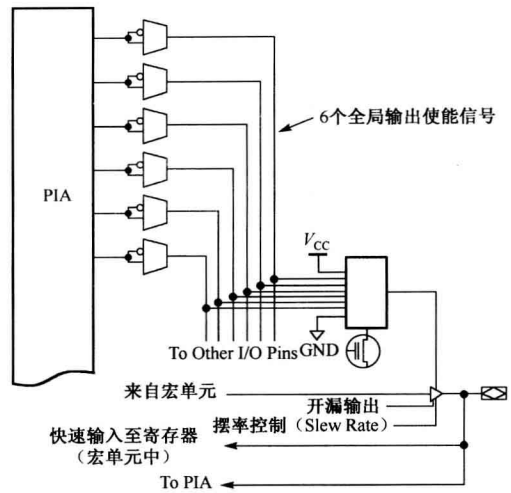 PIA
6个全局输出使能信号
VCC
To Other I/O Pins
GND
来自宏单元
开漏输出
摆率控制（Slew Rate）
快速输入至寄存器
（宏单元中）
To PIA